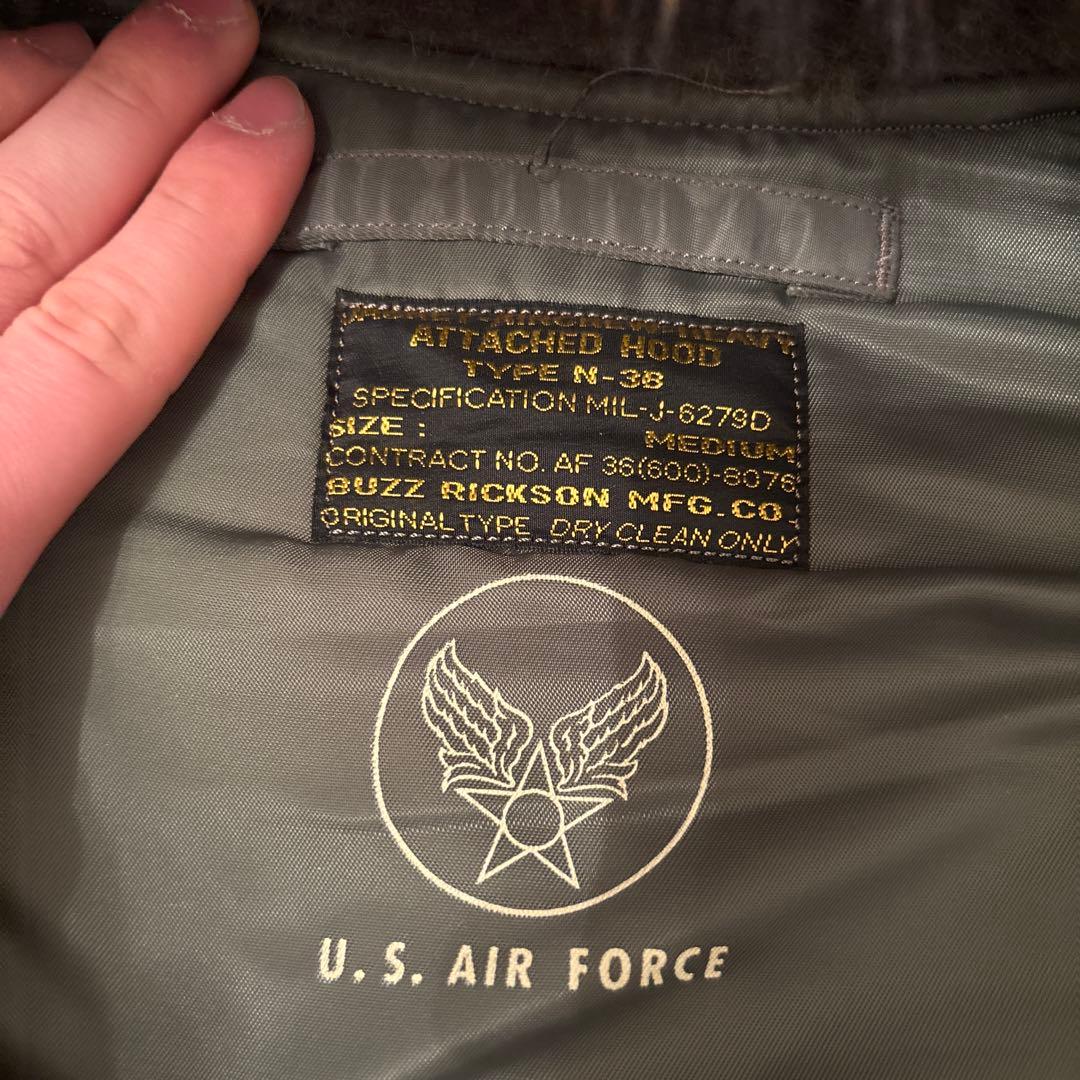 ATTACHED HOOD
TYPE N-3B
SPECIFICATION MIL-J-6279D
SIZE : MEDIUM
CONTRACT NO. AF 36(600)-8076
BUZZ RICKSON MFG.CO.
ORIGINAL TYPE DRY CLEAN ONLY
U.S. AIR FORCE